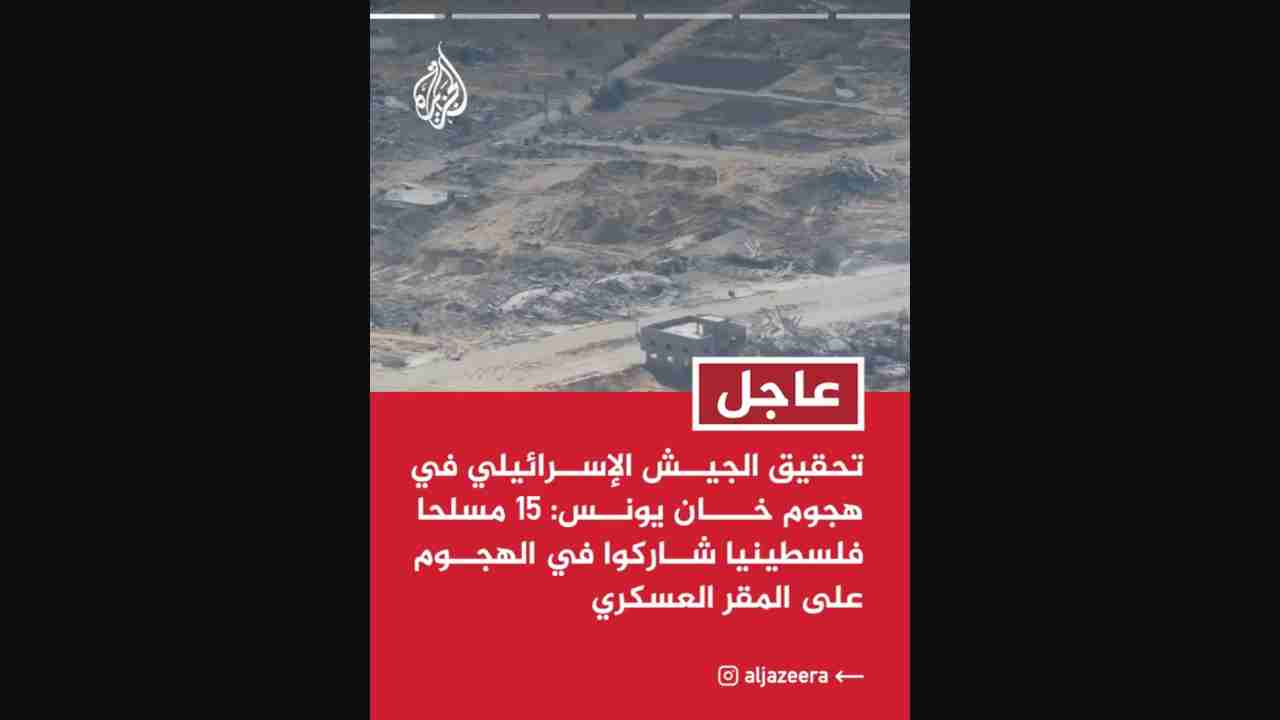 الجزيرة
عاجل
تحقيق الجيش الإسرائيلي في
هجوم خان يونس: 15 مسلحا
فلسطينيا شاركوا في الهجوم
على المقر العسكري
aljazeera